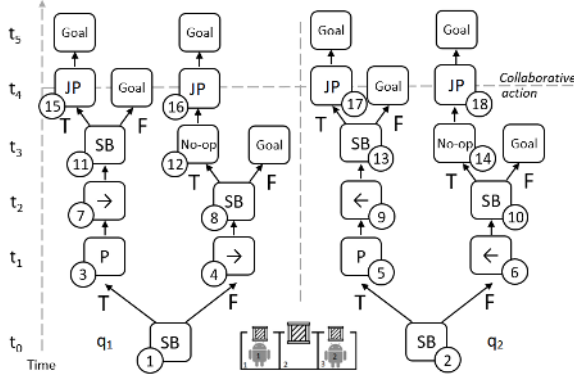 t₅ Goal Goal Goal Goal
t₄ JP Goal JP JP Goal JP Collaborative
action
15 16 17 18
T F T F
t₃ SB No-op Goal SB No-op Goal
11 12 13 14
T F T F
t₂ → SB ← SB
7 8 9 10
t₁ P → P ←
3 4 5 6
T F T F
t₀ q₁ SB SB q₂
1 2
1 2
1 2 3
Time